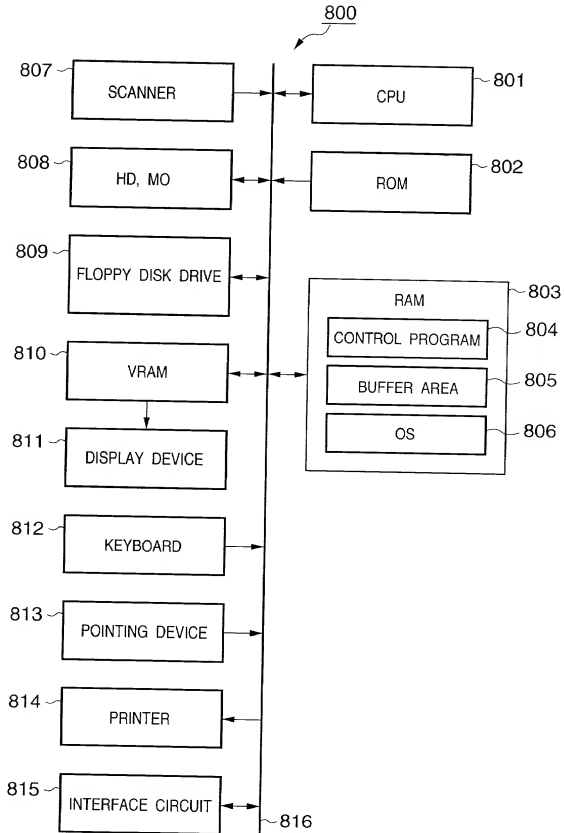 800
807
SCANNER
CPU
801
808
HD, MO
ROM
802
809
FLOPPY DISK DRIVE
803
RAM
CONTROL PROGRAM
804
BUFFER AREA
805
OS
806
810
VRAM
811
DISPLAY DEVICE
812
KEYBOARD
813
POINTING DEVICE
814
PRINTER
815
INTERFACE CIRCUIT
816